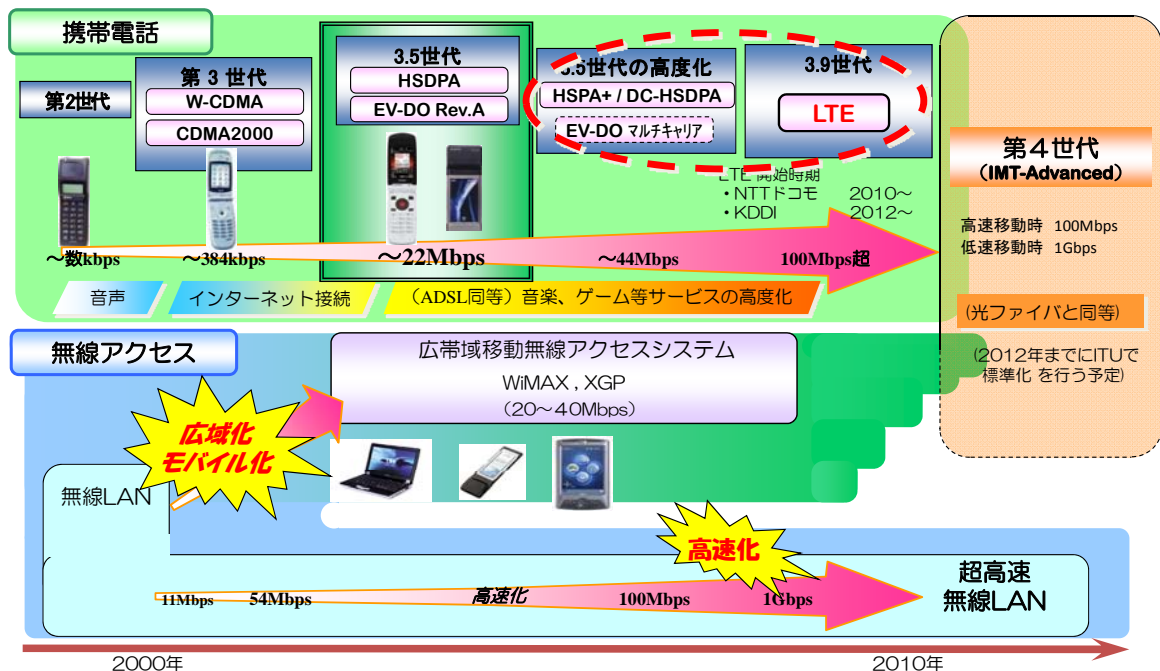 携帯電話
第2世代
第３世代
W-CDMA
CDMA2000
3.5世代
HSDPA
EV-DO Rev.A
3.5世代の高度化
HSPA+ / DC-HSDPA
EV-DO マルチキャリア
3.9世代
LTE
LTE 開始時期
・NTTドコモ 2010～
・KDDI 2012～
第４世代
（IMT-Advanced）
高速移動時 100Mbps
低速移動時 1Gbps
(光ファイバと同等)
(2012年までにITUで
標準化 を行う予定)
～数kbps
～384kbps
～22Mbps
～44Mbps
100Mbps超
音声
インターネット接続
（ADSL同等）音楽、ゲーム等サービスの高度化
無線アクセス
広帯域移動無線アクセスシステム
WiMAX , XGP
（20～40Mbps）
広域化
モバイル化
無線LAN
高速化
11Mbps
54Mbps
高速化
100Mbps
1Gbps
超高速
無線LAN
2000年
2010年